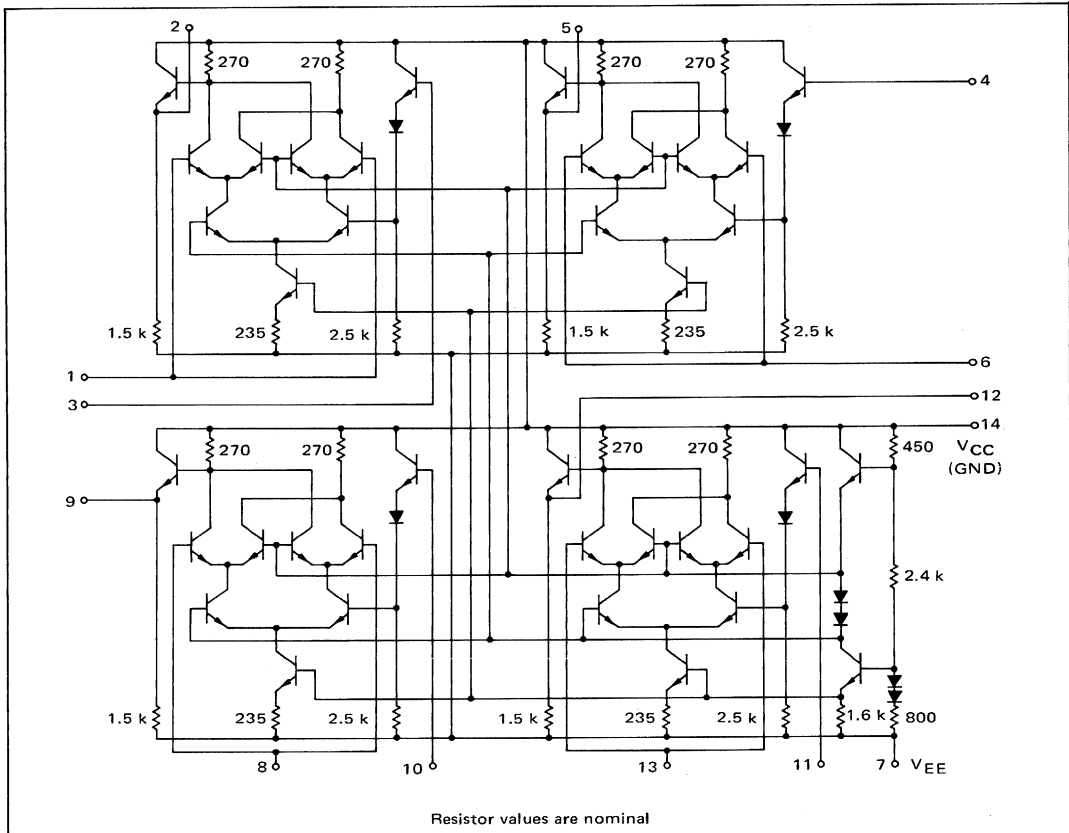 2 5
270 270 270 270
4
1.5 k 235 2.5 k 1.5 k 235 2.5 k
1 6
3 12
14
270 270 270 270 450 VCC
(GND)
9
2.4 k
1.5 k 235 2.5 k 1.5 k 235 2.5 k 1.6 k 800
8 10 13 11 7 VEE
Resistor values are nominal